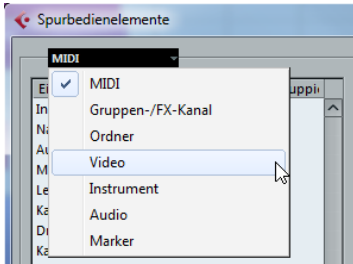 Spurbedienelemente
MIDI
MIDI
Gruppen-/FX-Kanal
Ordner
Video
Instrument
Audio
Marker